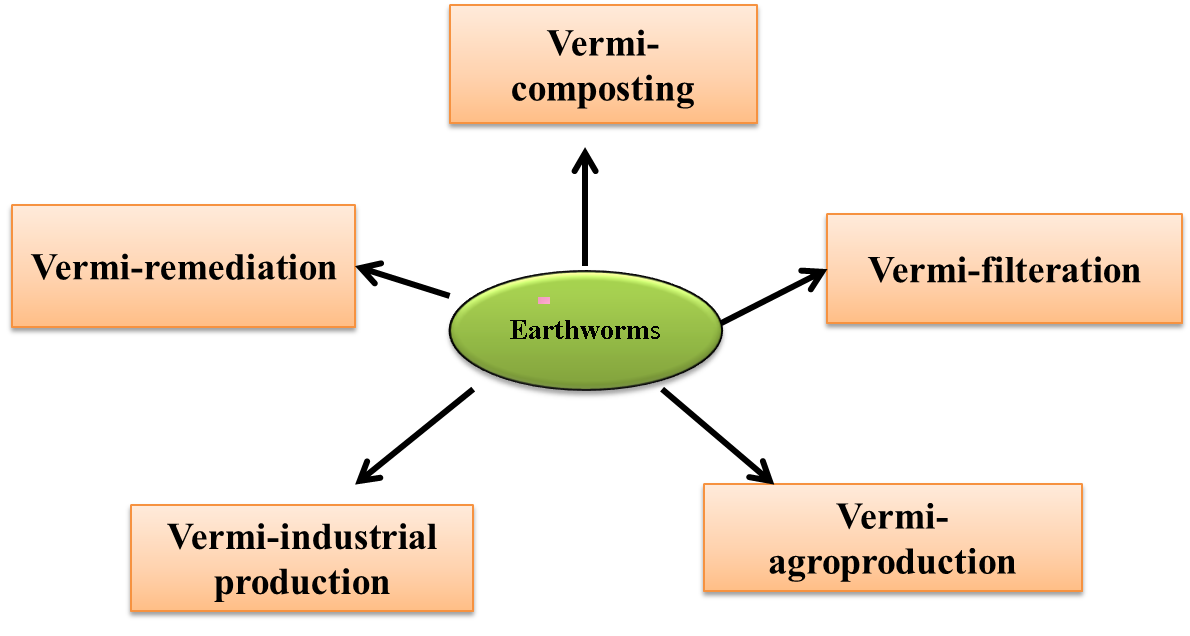 Vermi-
composting
Vermi-remediation
Vermi-filteration
Earthworms
Vermi-industrial
production
Vermi-
agroproduction